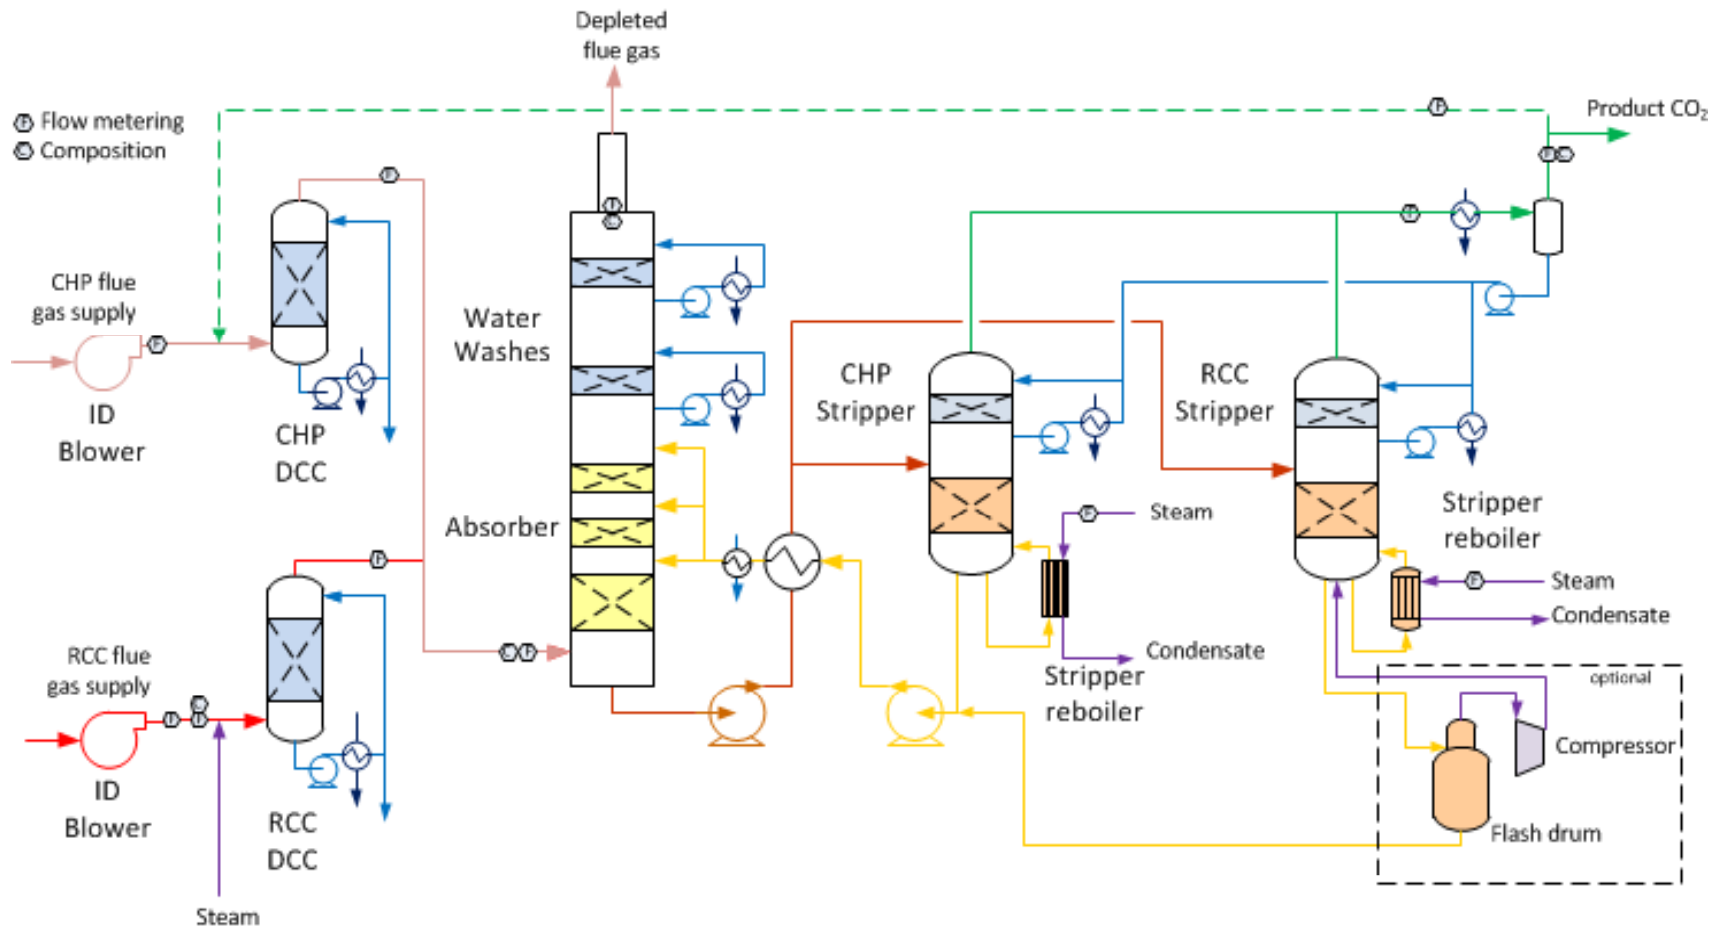 Depleted
flue gas
Flow metering
Composition
Product CO₂
CHP flue
gas supply
ID
Blower
CHP
DCC
Water
Washes
Absorber
CHP
Stripper
RCC
Stripper
Steam
Condensate
Stripper
reboiler
Stripper
reboiler
Steam
Condensate
optional
Compressor
Flash drum
RCC flue
gas supply
ID
Blower
RCC
DCC
Steam